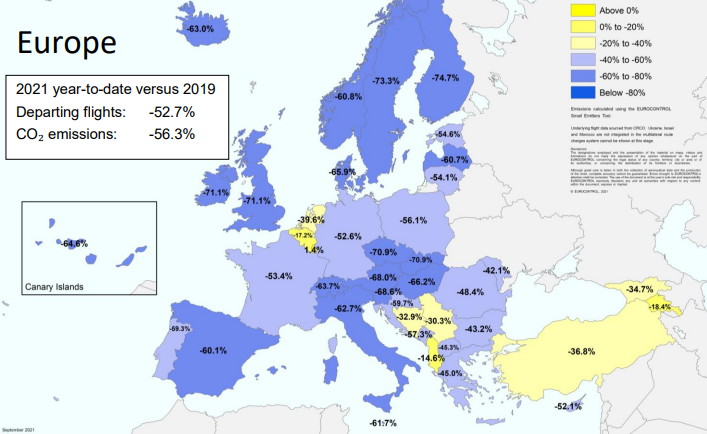 Europe
2021 year-to-date versus 2019
Departing flights: -52.7%
CO₂ emissions: -56.3%
Above 0%
0% to -20%
-20% to -40%
-40% to -60%
-60% to -80%
Below -80%
Emissions calculated using the EUROCONTROL
Small Emitters Tool.
Underlying flight data sourced from CRCO. Ukraine, Israel
and Morocco are not integrated in the multilateral route
charges system cannot be shown at this stage.
© EUROCONTROL, 2021
-63.0%
-60.8%
-73.3%
-74.7%
-54.6%
-60.7%
-54.1%
-65.9%
-71.1%
-71.1%
-39.6%
-17.2%
1.4%
-52.6%
-56.1%
-64.6%
Canary Islands
-53.4%
-70.9%
-70.9%
-68.0%
-66.2%
-63.7%
-68.6%
-62.7%
-59.7%
-48.4%
-42.1%
-32.9%
-30.3%
-57.3%
-43.2%
-45.3%
-14.6%
-45.0%
-59.3%
-60.1%
-61.7%
-36.8%
-34.7%
-18.4%
-52.1%
September 2021